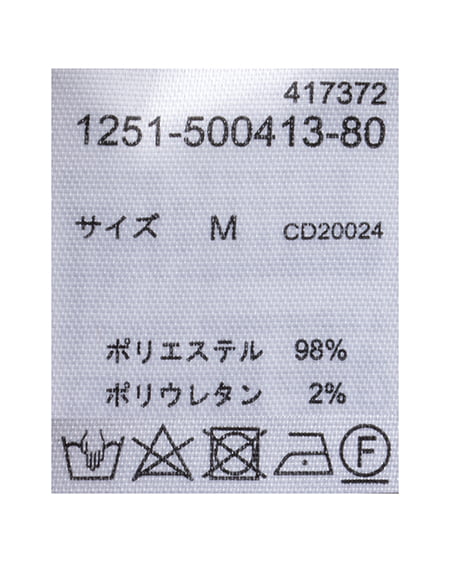 417372
1251-500413-80
サイズ M CD20024
ポリエステル 98%
ポリウレタン 2%
F